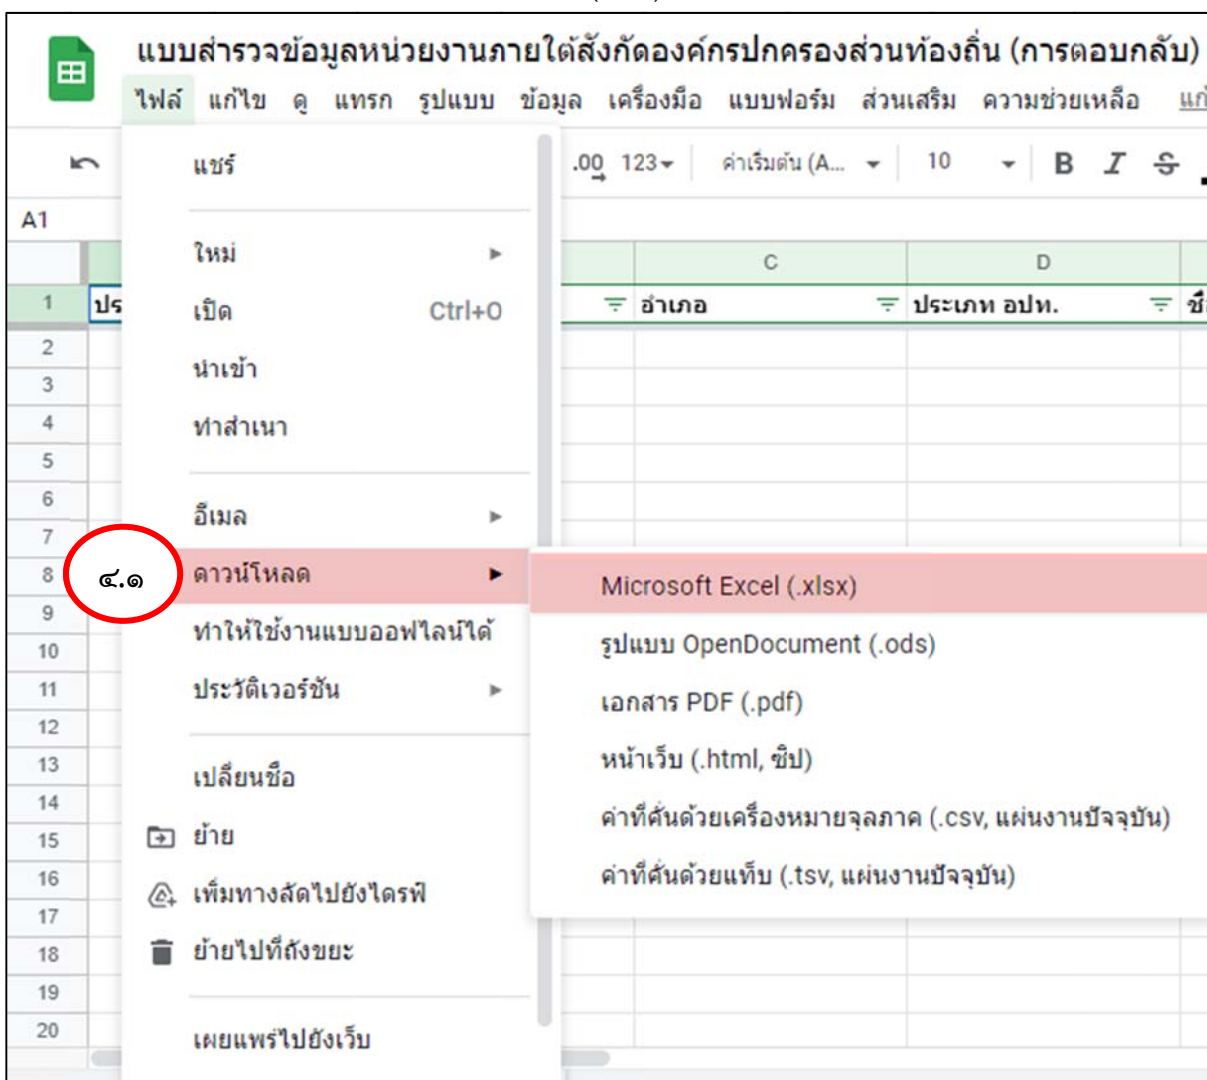 แบบสำรวจข้อมูลหน่วยงานภายใต้สังกัดองค์กรปกครองส่วนท้องถิ่น (การตอบกลับ)
ไฟล์ แก้ไข ดู แทรก รูปแบบ ข้อมูล เครื่องมือ แบบฟอร์ม ส่วนเสริม ความช่วยเหลือ
แชร์ .00 123 ค่าเริ่มต้น (A... 10 B I S
A1
ใหม่
C D
1 ปร อำเภอ ประเภท อปท.
เปิด Ctrl+O
2
นำเข้า
3
4 ทำสำเนา
5
6
อีเมล
7
8 ๔.๑ ดาวน์โหลด
Microsoft Excel (.xlsx)
9
ทำให้ใช้งานแบบออฟไลน์ได้
10 รูปแบบ OpenDocument (.ods)
11 ประวัติเวอร์ชัน
เอกสาร PDF (.pdf)
12
13 หน้าเว็บ (.html, ซิป)
เปลี่ยนชื่อ
14 ค่าที่คั่นด้วยเครื่องหมายจุลภาค (.csv, แผ่นงานปัจจุบัน)
15 ย้าย
16 ค่าที่คั่นด้วยแท็บ (.tsv, แผ่นงานปัจจุบัน)
เพิ่มทางลัดไปยังไดรฟ์
17
18 ย้ายไปที่ถังขยะ
19
20 เผยแพร่ไปยังเว็บ